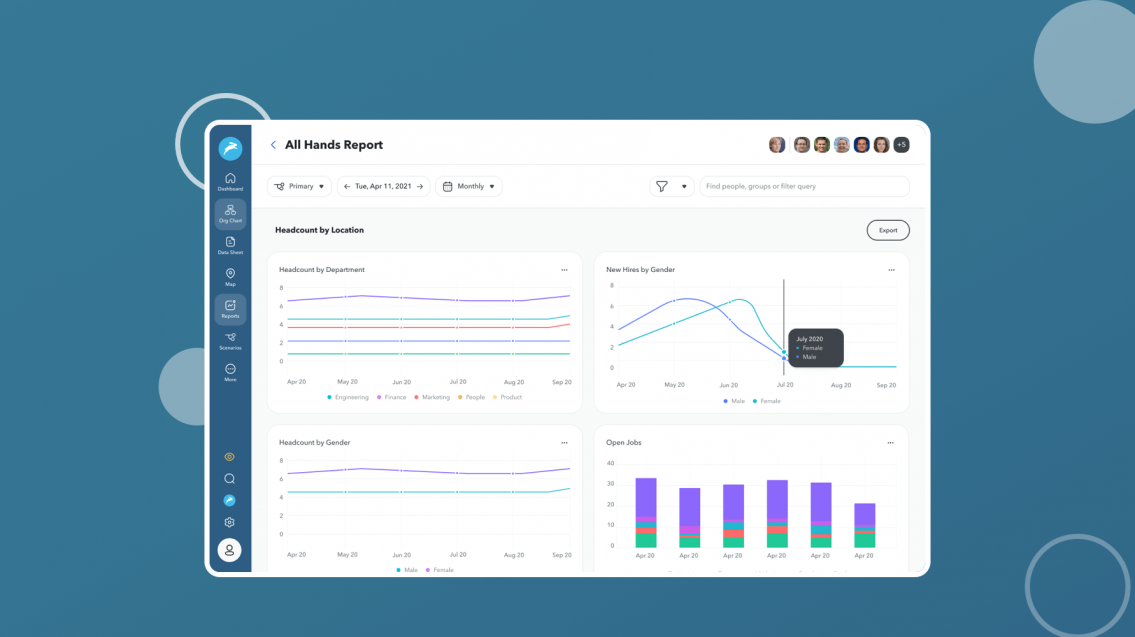 All Hands Report
+5
Dashboard
Org Chart
Data Sheet
Map
Reports
Scenarios
More
Primary
Tue, Apr 11, 2021
Monthly
Find people, groups or filter query
Headcount by Location
Export
Headcount by Department
8
6
4
2
0
Apr 20 May 20 Jun 20 Jul 20 Aug 20 Sep 20
Engineering Finance Marketing People Product
New Hires by Gender
8
6
4
2
0
July 2020
Female
Male
Apr 20 May 20 Jun 20 Jul 20 Aug 20 Sep 20
Male Female
Headcount by Gender
8
6
4
2
0
Apr 20 May 20 Jun 20 Jul 20 Aug 20 Sep 20
Male Female
Open Jobs
40
30
20
10
0
Apr 20 Apr 20 Apr 20 Apr 20 Apr 20 Apr 20